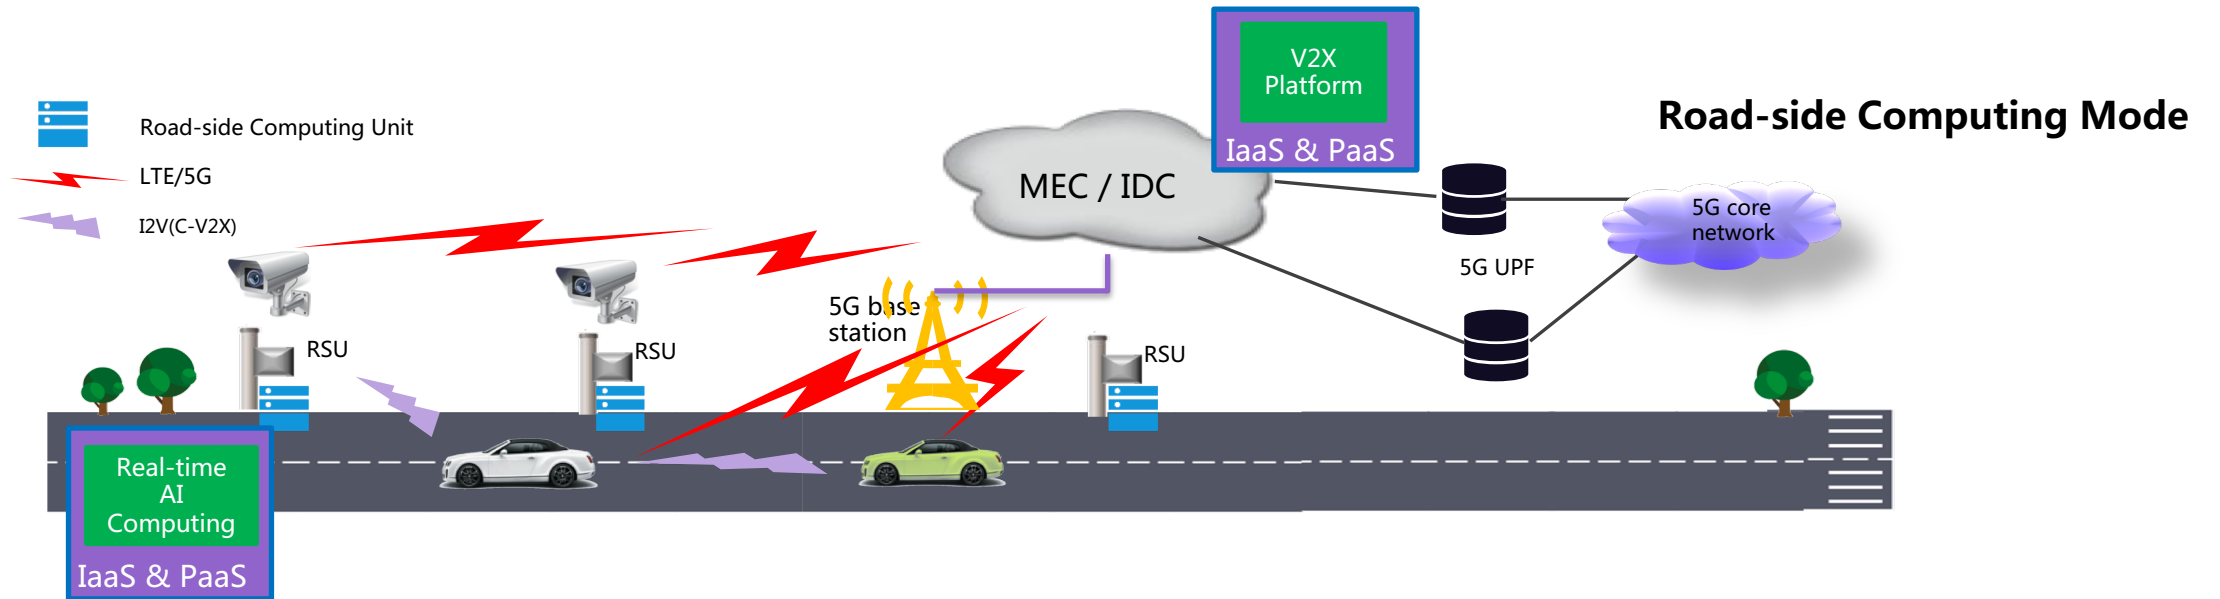 V2X
Platform
IaaS & PaaS
Road-side Computing Mode
Road-side Computing Unit
LTE/5G
I2V(C-V2X)
MEC / IDC
5G core
network
5G UPF
5G base
station
RSU
RSU
RSU
Real-time
AI
Computing
IaaS & PaaS